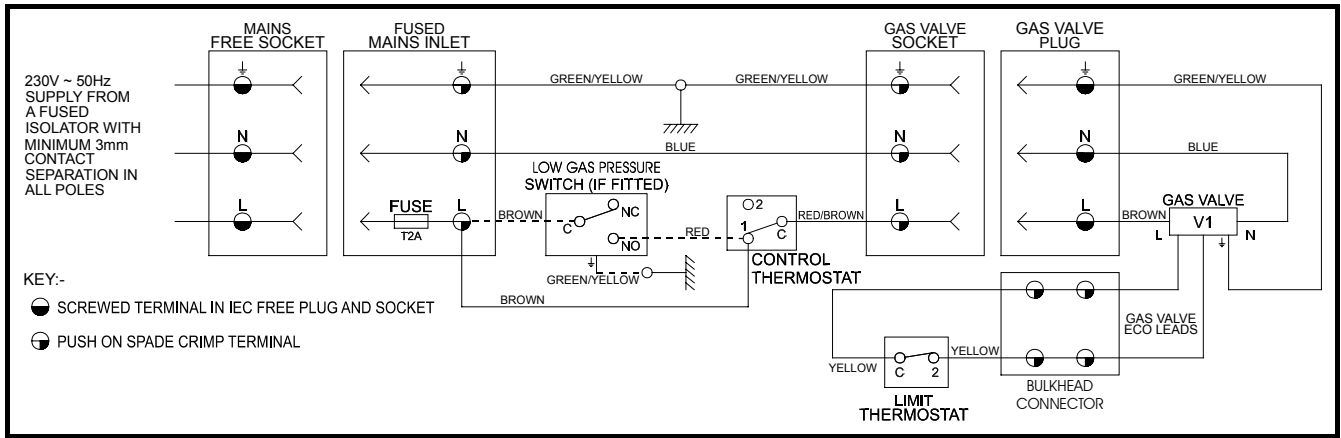 MAINS
FREE SOCKET
FUSED
MAINS INLET
GAS VALVE
SOCKET
GAS VALVE
PLUG
230V ~ 50Hz
SUPPLY FROM
A FUSED
ISOLATOR WITH
MINIMUM 3mm
CONTACT
SEPARATION IN
ALL POLES
GREEN/YELLOW
GREEN/YELLOW
GREEN/YELLOW
N
N
BLUE
N
N
BLUE
LOW GAS PRESSURE
SWITCH (IF FITTED)
L
FUSE
T2A
L
BROWN
C
NC
NO
RED
2
1
C
RED/BROWN
L
L
BROWN
GAS VALVE
V1
L
N
GREEN/YELLOW
CONTROL
THERMOSTAT
BROWN
KEY:-
SCREWED TERMINAL IN IEC FREE PLUG AND SOCKET
PUSH ON SPADE CRIMP TERMINAL
GAS VALVE
ECO LEADS
YELLOW
C
2
YELLOW
LIMIT
THERMOSTAT
BULKHEAD
CONNECTOR